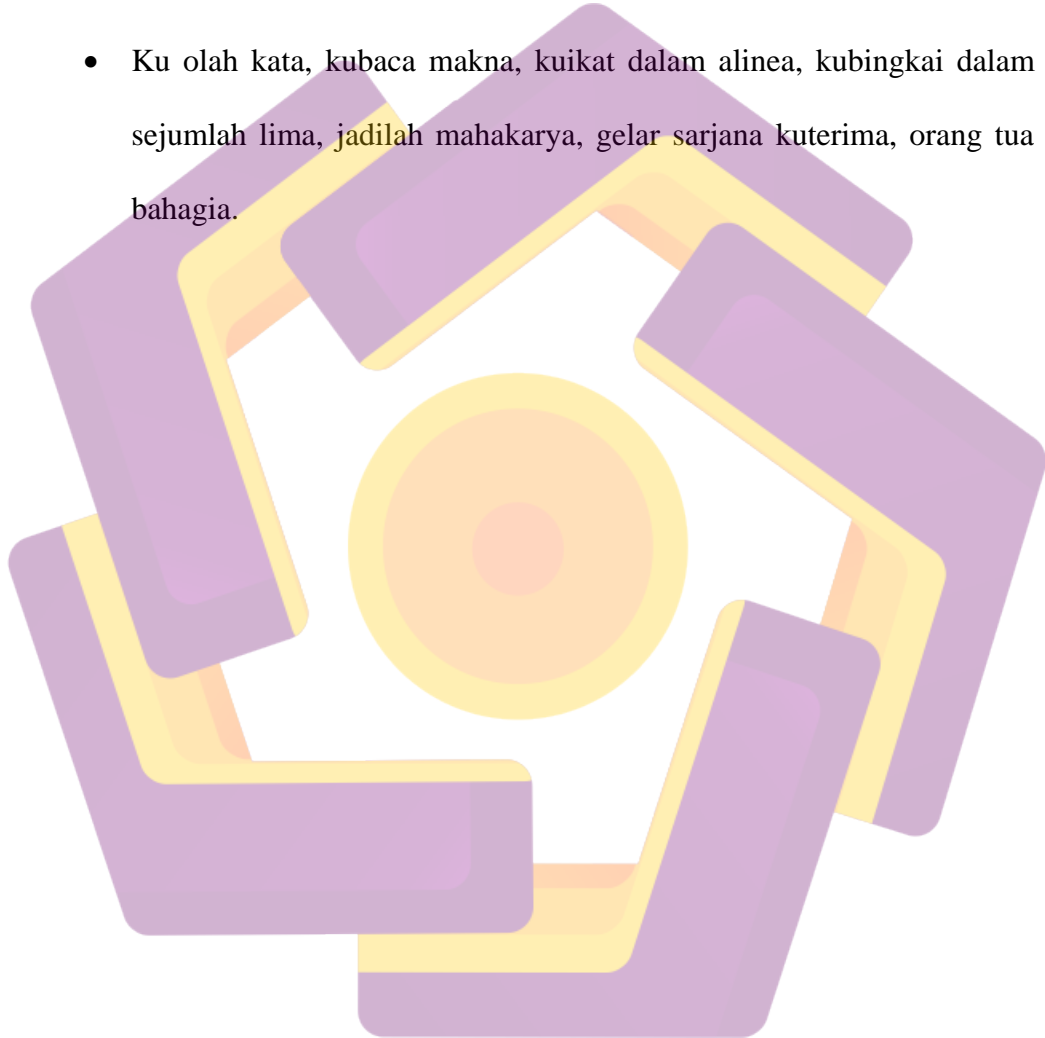 • Ku olah kata, kubaca makna, kuikat dalam alinea, kubingkai dalam
sejumlah lima, jadilah mahakarya, gelar sarjana kuterima, orang tua
bahagia.